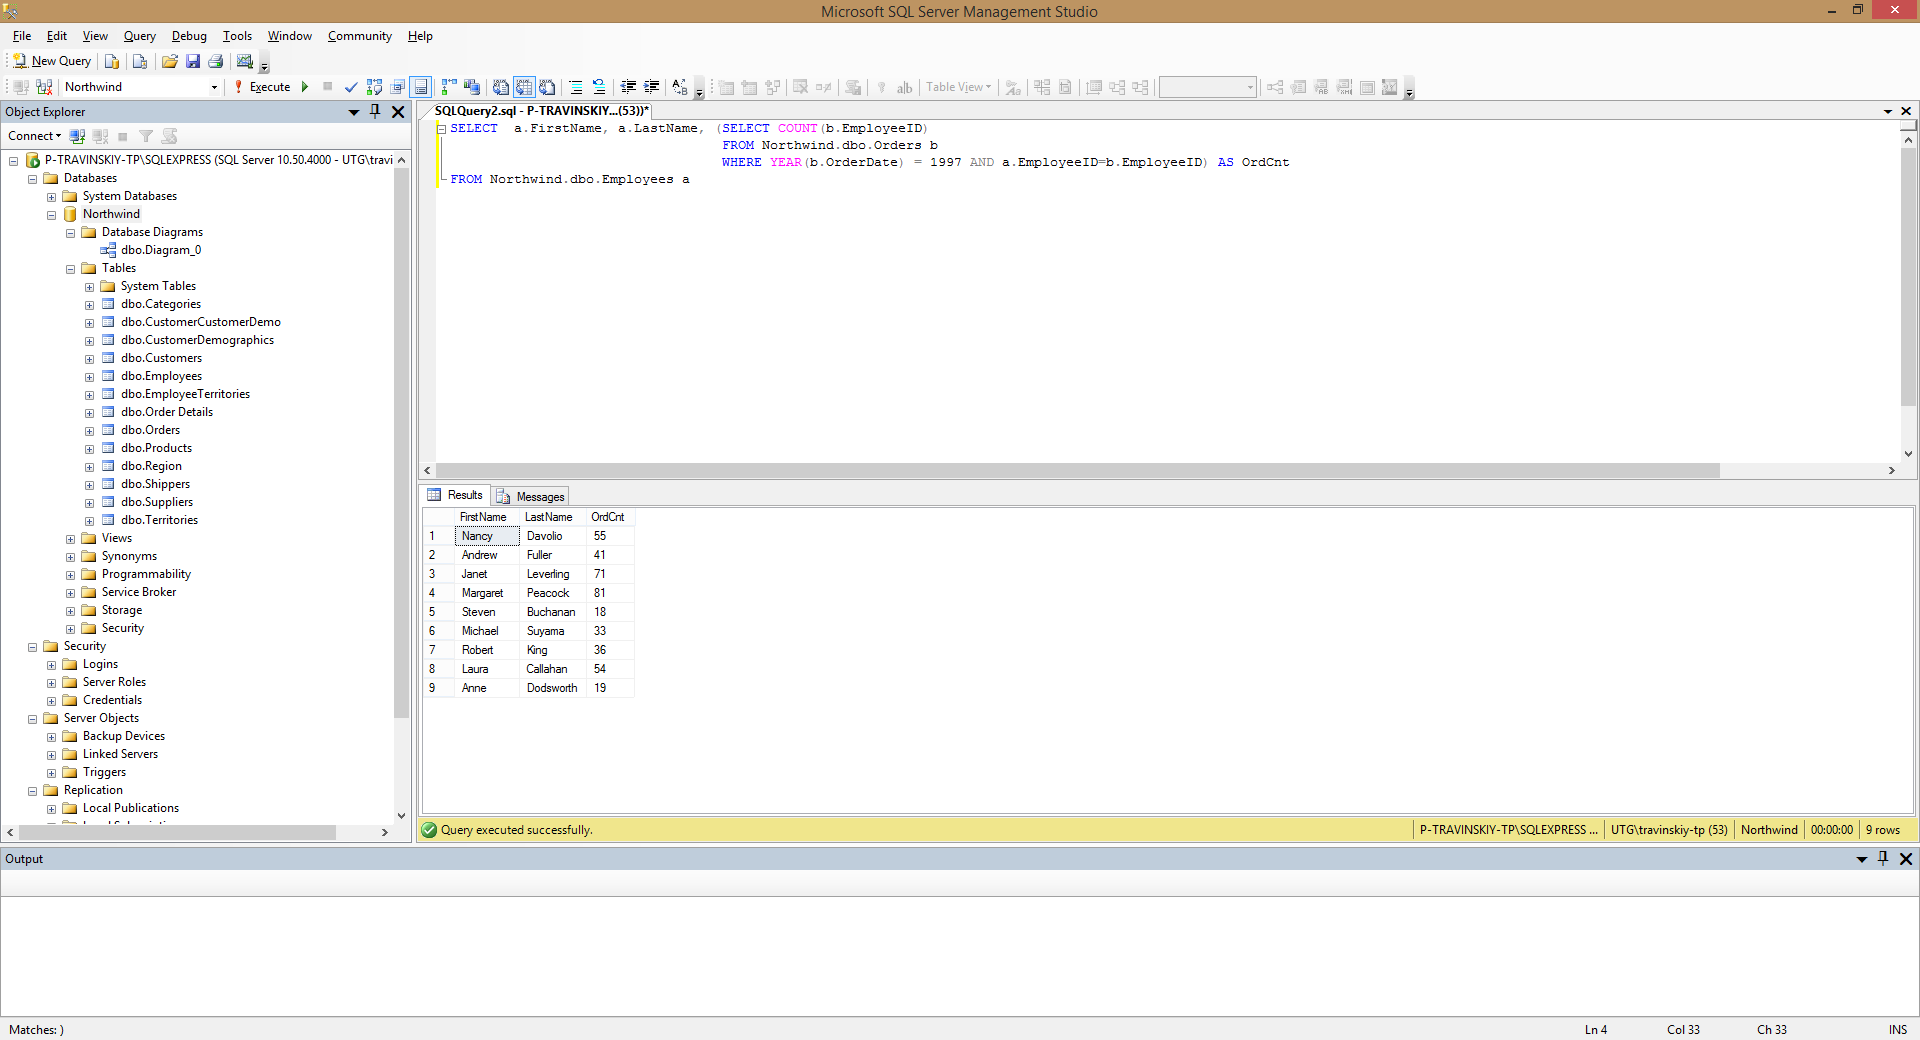 Microsoft SQL Server Management Studio
File Edit View Query Debug Tools Window Community Help
New Query
Northwind Execute Table View
Object Explorer
Connect
P-TRAVINSKIY-TP\SQLEXPRESS (SQL Server 10.50.4000 - UTG\travi
Databases
System Databases
Northwind
Database Diagrams
dbo.Diagram_0
Tables
System Tables
dbo.Categories
dbo.CustomerCustomerDemo
dbo.CustomerDemographics
dbo.Customers
dbo.Employees
dbo.EmployeeTerritories
dbo.Order Details
dbo.Orders
dbo.Products
dbo.Region
dbo.Shippers
dbo.Suppliers
dbo.Territories
Views
Synonyms
Programmability
Service Broker
Storage
Security
Security
Logins
Server Roles
Credentials
Server Objects
Backup Devices
Linked Servers
Triggers
Replication
Local Publications
SQLQuery2.sql - P-TRAVINSKIY...(53))*
SELECT a.FirstName, a.LastName, (SELECT COUNT(b.EmployeeID)
FROM Northwind.dbo.Orders b
WHERE YEAR(b.OrderDate) = 1997 AND a.EmployeeID=b.EmployeeID) AS OrdCnt
FROM Northwind.dbo.Employees a
Results Messages
FirstName LastName OrdCnt
1 Nancy Davolio 55
2 Andrew Fuller 41
3 Janet Leverling 71
4 Margaret Peacock 81
5 Steven Buchanan 18
6 Michael Suyama 33
7 Robert King 36
8 Laura Callahan 54
9 Anne Dodsworth 19
Query executed successfully. P-TRAVINSKIY-TP\SQLEXPRESS ... UTG\travinskiy-tp (53) Northwind 00:00:00 9 rows
Output
Matches: ) Ln 4 Col 33 Ch 33 INS